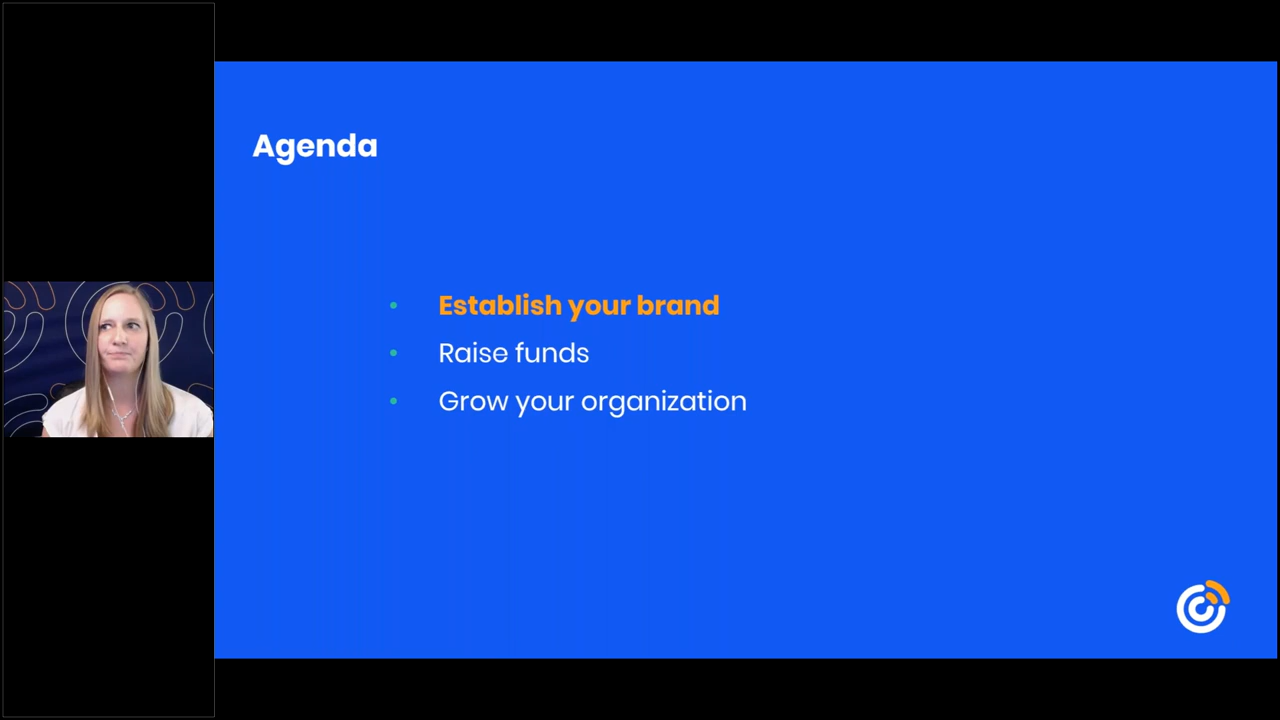 Agenda
Establish your brand
Raise funds
Grow your organization